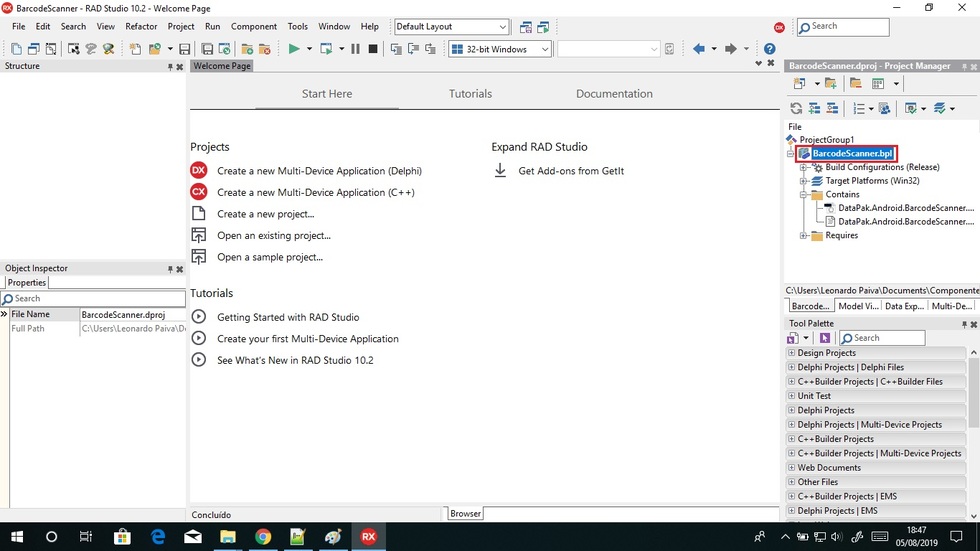 BarcodeScanner - RAD Studio 10.2 - Welcome Page
File Edit Search View Refactor Project Run Component Tools Window Help
Default Layout
Search
32-bit Windows
Structure
Welcome Page
BarcodeScanner.dproj - Project Manager
Start Here Tutorials Documentation
File
ProjectGroup1
BarcodeScanner.bpl
Build Configurations (Release)
Target Platforms (Win32)
Contains
DataPak.Android.BarcodeScanner....
DataPak.Android.BarcodeScanner....
Requires
Projects
DX Create a new Multi-Device Application (Delphi)
CX Create a new Multi-Device Application (C++)
Create a new project...
Open an existing project...
Open a sample project...
Expand RAD Studio
Get Add-ons from GetIt
Tutorials
Getting Started with RAD Studio
Create your first Multi-Device Application
See What's New in RAD Studio 10.2
Object Inspector
Properties
Search
File Name BarcodeScanner.dproj
Full Path C:\Users\Leonardo Paiva\D
C:\Users\Leonardo Paiva\Documents\Componente
Barcode... Model Vi... Data Exp... Multi-De...
Tool Palette
Search
Design Projects
Delphi Projects | Delphi Files
C++Builder Projects | C++Builder Files
Unit Test
Delphi Projects
Delphi Projects | Multi-Device Projects
C++Builder Projects
C++Builder Projects | Multi-Device Projects
Web Documents
Other Files
C++Builder Projects | EMS
Delphi Projects | EMS
Concluído
Browser
RX
18:47
05/08/2019